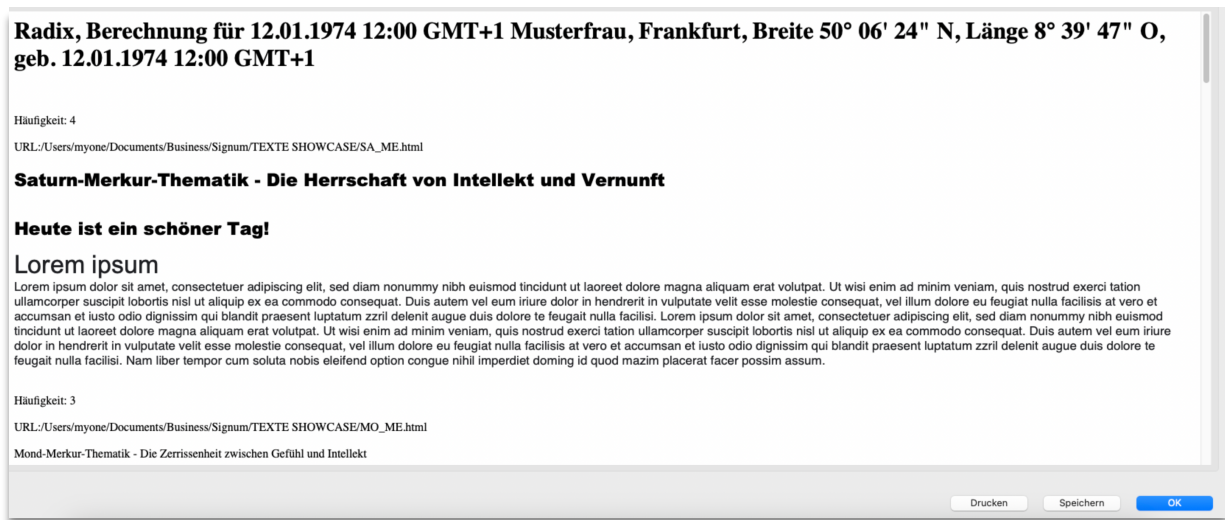 Radix, Berechnung für 12.01.1974 12:00 GMT+1 Musterfrau, Frankfurt, Breite 50° 06' 24" N, Länge 8° 39' 47" O,
geb. 12.01.1974 12:00 GMT+1
Häufigkeit: 4
URL:/Users/myone/Documents/Business/Signum/TEXTE SHOWCASE/SA_ME.html
Saturn-Merkur-Thematik - Die Herrschaft von Intellekt und Vernunft
Heute ist ein schöner Tag!
Lorem ipsum
Lorem ipsum dolor sit amet, consectetuer adipiscing elit, sed diam nonummy nibh euismod tincidunt ut laoreet dolore magna aliquam erat volutpat. Ut wisi enim ad minim veniam, quis nostrud exerci tation
ullamcorper suscipit lobortis nisl ut aliquip ex ea commodo consequat. Duis autem vel eum iriure dolor in hendrerit in vulputate velit esse molestie consequat, vel illum dolore eu feugiat nulla facilisis at vero et
accumsan et iusto odio dignissim qui blandit praesent luptatum zzril delenit augue duis dolore te feugait nulla facilisi. Lorem ipsum dolor sit amet, consectetuer adipiscing elit, sed diam nonummy nibh euismod
tincidunt ut laoreet dolore magna aliquam erat volutpat. Ut wisi enim ad minim veniam, quis nostrud exerci tation ullamcorper suscipit lobortis nisl ut aliquip ex ea commodo consequat. Duis autem vel eum iriure
dolor in hendrerit in vulputate velit esse molestie consequat, vel illum dolore eu feugiat nulla facilisis at vero et accumsan et iusto odio dignissim qui blandit praesent luptatum zzril delenit augue duis dolore te
feugait nulla facilisi. Nam liber tempor cum soluta nobis eleifend option congue nihil imperdiet doming id quod mazim placerat facer possim assum.
Häufigkeit: 3
URL:/Users/myone/Documents/Business/Signum/TEXTE SHOWCASE/MO_ME.html
Mond-Merkur-Thematik - Die Zerrissenheit zwischen Gefühl und Intellekt
Drucken
Speichern
OK